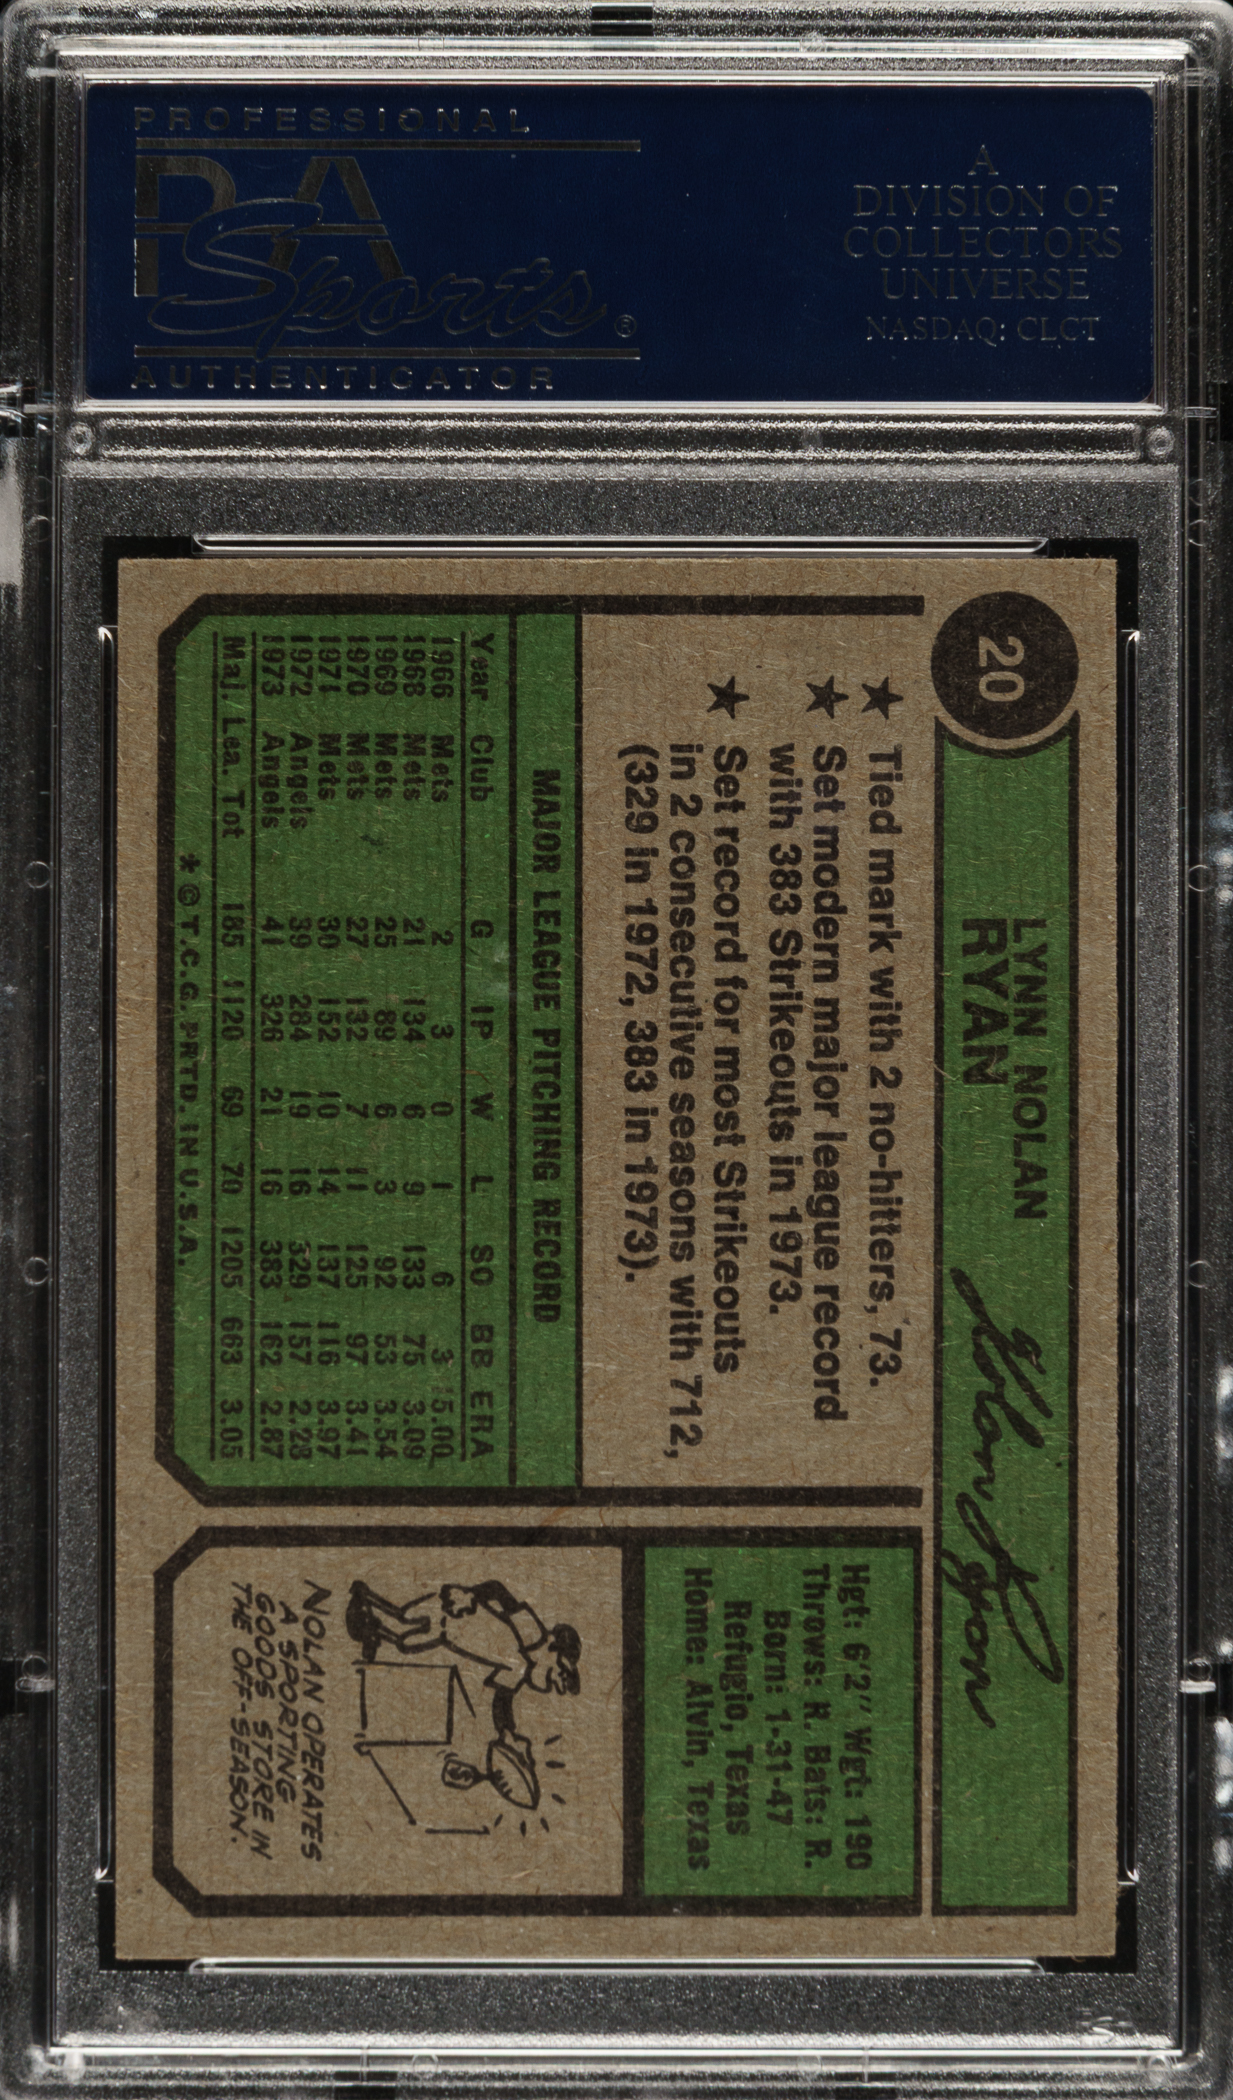 PROFESSIONAL
PSA
Sports®
AUTHENTICATOR
A
DIVISION OF
COLLECTORS
UNIVERSE
NASDAQ: CLCT
20
LYNN NOLAN
RYAN
Nolan Ryan
★ Tied mark with 2 no-hitters, 73.
★ Set modern major league record
with 383 Strikeouts in 1973.
★ Set record for most Strikeouts
in 2 consecutive seasons with 712,
(329 in 1972, 383 in 1973).
MAJOR LEAGUE PITCHING RECORD
Year Club G IP W L SO BB ERA
1966 Mets 2 3 0 1 6 3 15.00
1968 Mets 21 134 6 9 133 75 3.09
1969 Mets 25 89 6 3 92 53 3.54
1970 Mets 27 132 7 11 125 97 3.41
1971 Mets 30 152 10 14 137 116 3.97
1972 Angels 39 284 19 16 329 157 2.28
1973 Angels 41 326 21 16 383 162 2.87
Maj. Lea. Tot 185 1120 69 70 1205 663 3.05
* © T.C.G. PRTD. IN U.S.A.
Hgt: 6'2" Wgt: 190
Throws: R. Bats: R.
Born: 1-31-47
Refugio, Texas
Home: Alvin, Texas
$
NOLAN OPERATES
A SPORTING
GOODS STORE IN
THE OFF-SEASON.